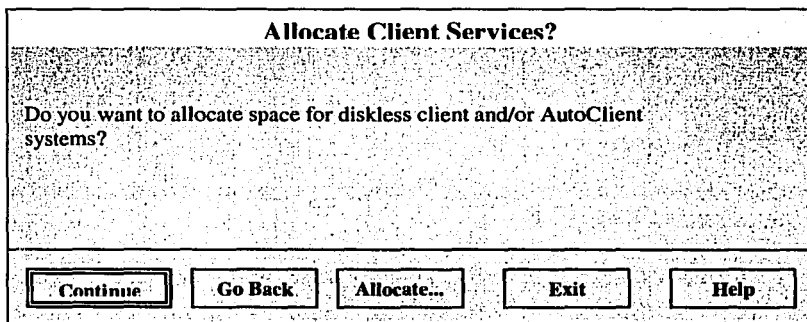 Allocate Client Services?
Do you want to allocate space for diskless client and/or AutoClient
systems?
Continue Go Back Allocate... Exit Help